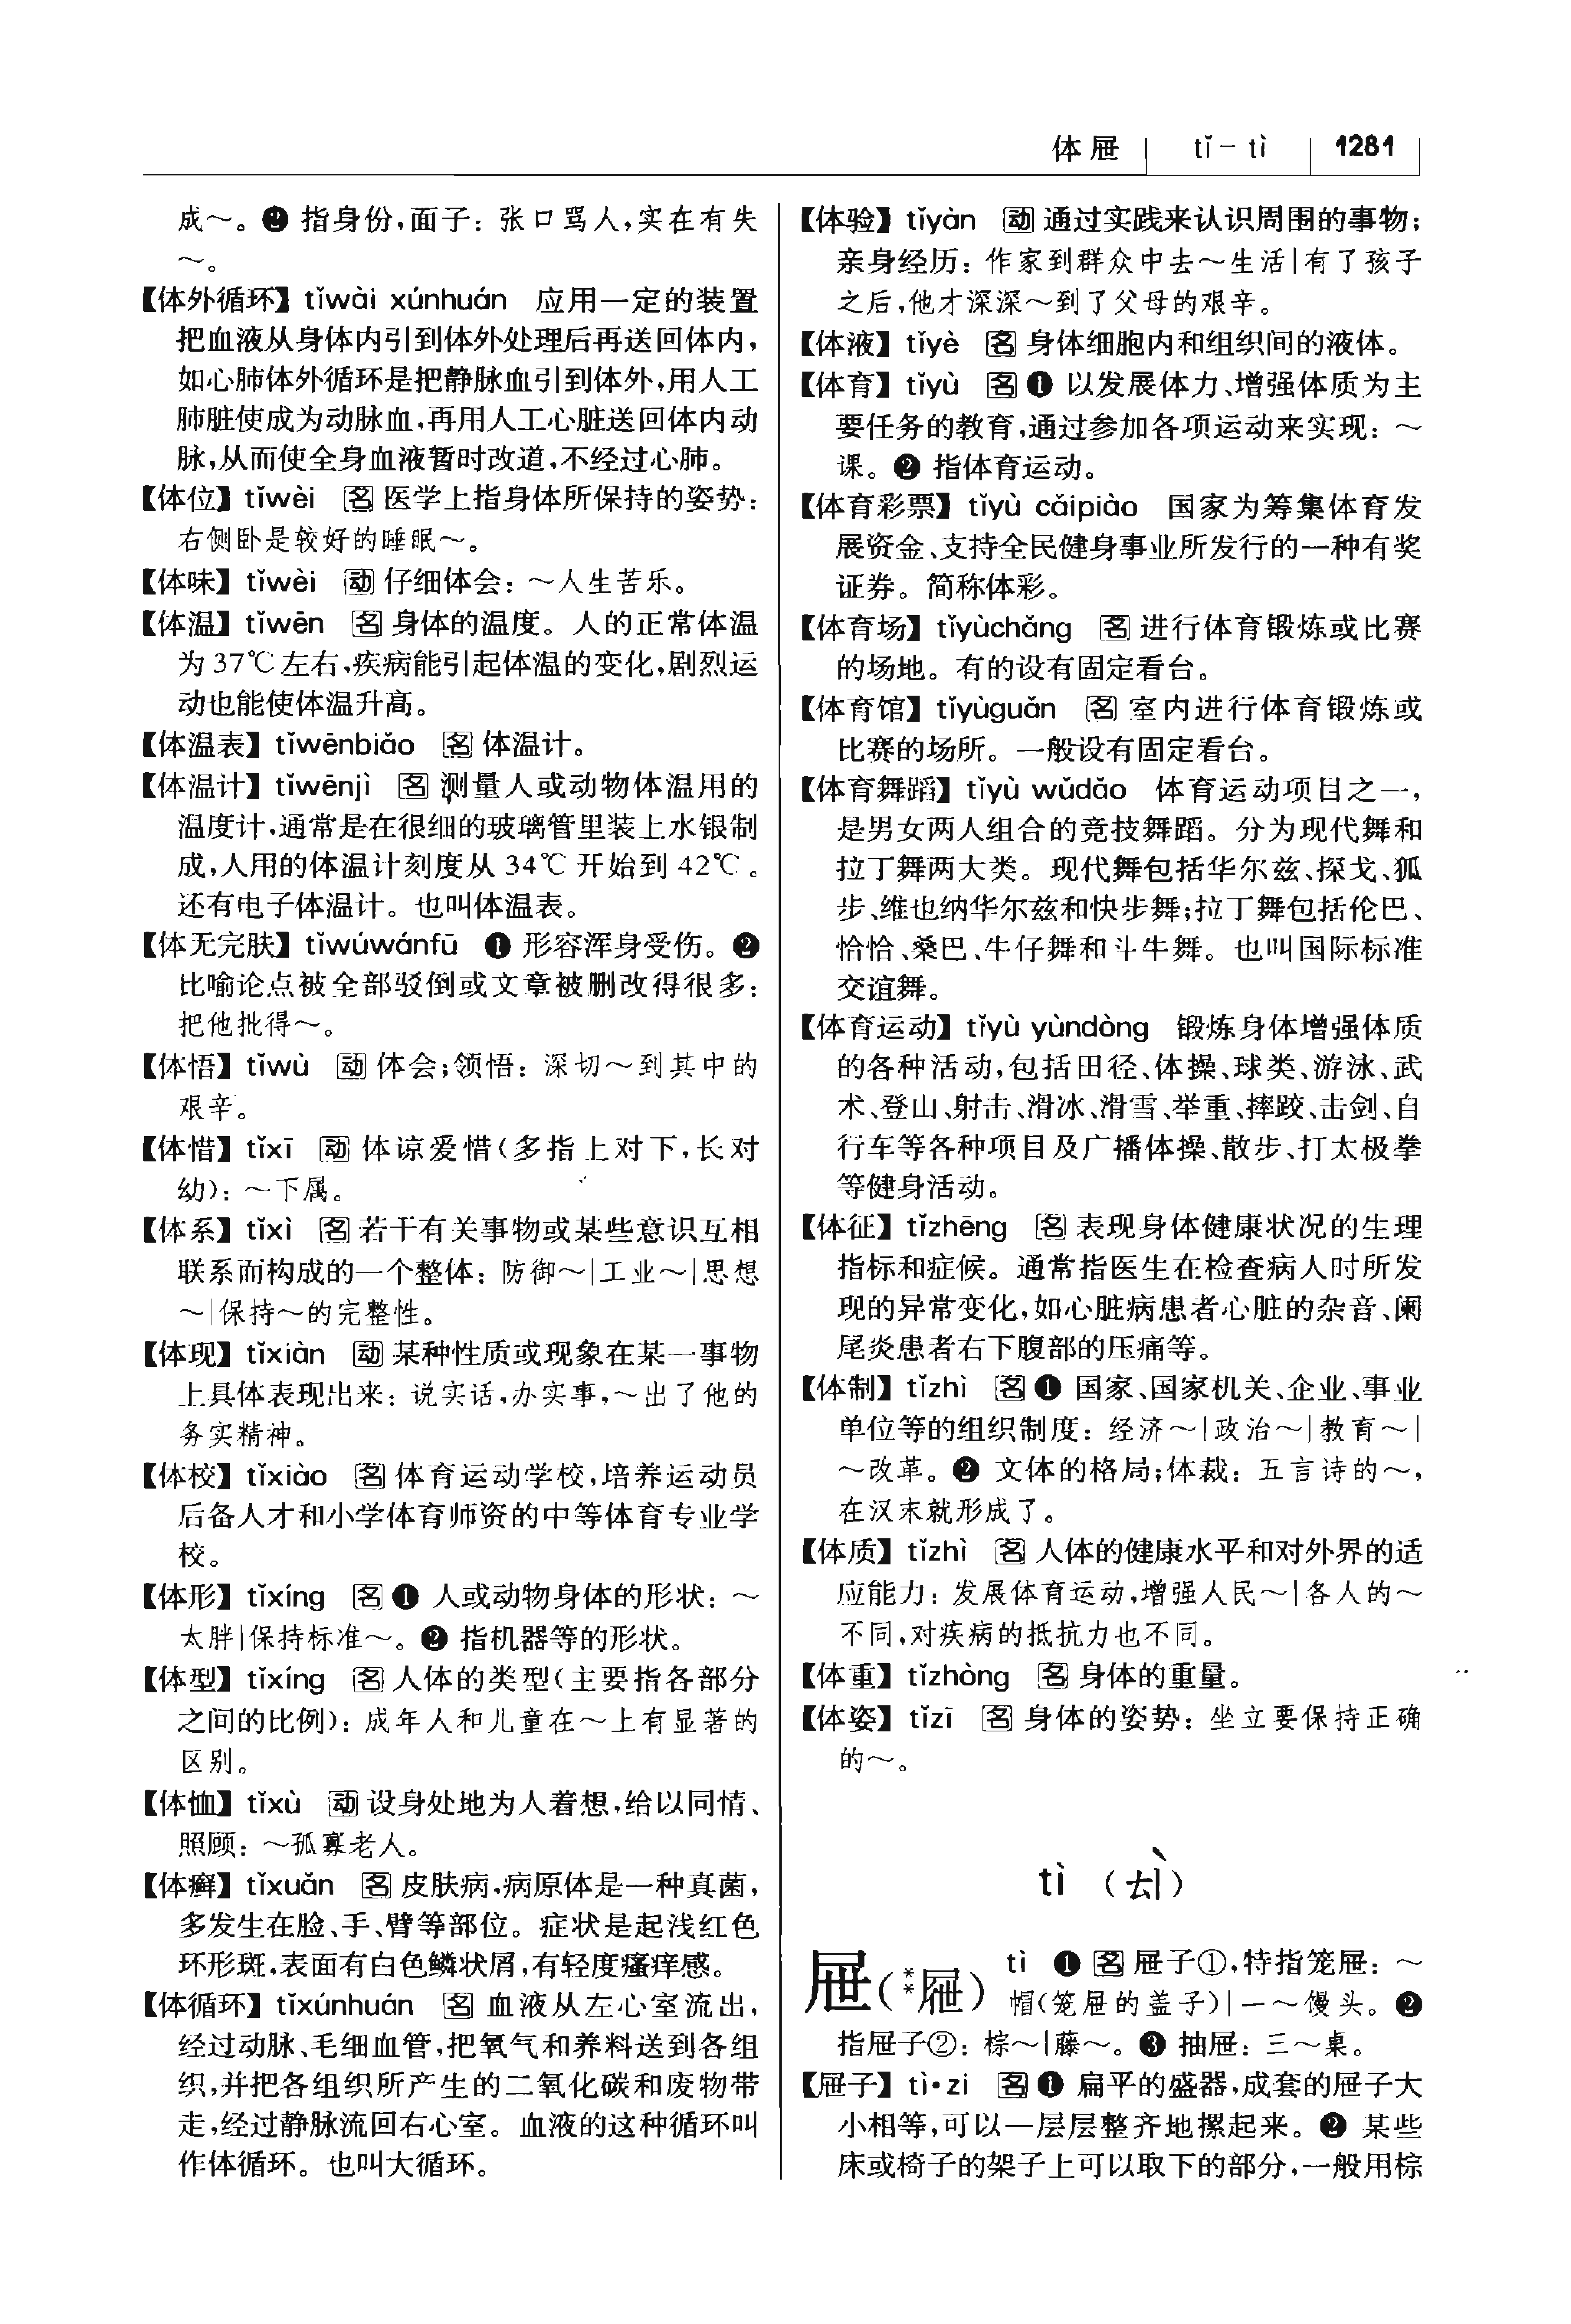 体 屉 tǐ－tì 1281
成～。❷ 指身份,面子：张口骂人,实在有失
～。
【体外循环】tǐwài xúnhuán 应用一定的装置
把血液从身体内引到体外处理后再送回体内,
如心肺体外循环是把静脉血引到体外,用人工
肺脏使成为动脉血,再用人工心脏送回体内动
脉,从而使全身血液暂时改道,不经过心肺。
【体位】tǐwèi 名 医学上指身体所保持的姿势：
右侧卧是较好的睡眠～。
【体味】tǐwèi 动 仔细体会：～人生苦乐。
【体温】tǐwēn 名 身体的温度。人的正常体温
为37℃左右,疾病能引起体温的变化,剧烈运
动也能使体温升高。
【体温表】tǐwēnbiǎo 名 体温计。
【体温计】tǐwēnjì 名 测量人或动物体温用的
温度计,通常是在很细的玻璃管里装上水银制
成,人用的体温计刻度从34℃开始到42℃。
还有电子体温计。也叫体温表。
【体无完肤】tǐwúwánfū ❶ 形容浑身受伤。❷
比喻论点被全部驳倒或文章被删改得很多：
把他批得～。
【体悟】tǐwù 动 体会;领悟：深切～到其中的
艰辛。
【体惜】tǐxī 动 体谅爱惜(多指上对下,长对
幼)：～下属。
【体系】tǐxì 名 若干有关事物或某些意识互相
联系而构成的一个整体：防御～|工业～|思想
～|保持～的完整性。
【体现】tǐxiàn 动 某种性质或现象在某一事物
上具体表现出来：说实话,办实事,～出了他的
务实精神。
【体校】tǐxiào 名 体育运动学校,培养运动员
后备人才和小学体育师资的中等体育专业学
校。
【体形】tǐxíng 名 ❶ 人或动物身体的形状：～
太胖|保持标准～。❷ 指机器等的形状。
【体型】tǐxíng 名 人体的类型(主要指各部分
之间的比例)：成年人和儿童在～上有显著的
区别。
【体恤】tǐxù 动 设身处地为人着想,给以同情、
照顾：～孤寡老人。
【体癣】tǐxuǎn 名 皮肤病,病原体是一种真菌,
多发生在脸、手、臂等部位。症状是起浅红色
环形斑,表面有白色鳞状屑,有轻度瘙痒感。
【体循环】tǐxúnhuán 名 血液从左心室流出,
经过动脉、毛细血管,把氧气和养料送到各组
织,并把各组织所产生的二氧化碳和废物带
走,经过静脉流回右心室。血液的这种循环叫
作体循环。也叫大循环。
【体验】tǐyàn 动 通过实践来认识周围的事物;
亲身经历：作家到群众中去～生活|有了孩子
之后,他才深深～到了父母的艰辛。
【体液】tǐyè 名 身体细胞内和组织间的液体。
【体育】tǐyù 名 ❶ 以发展体力、增强体质为主
要任务的教育,通过参加各项运动来实现：～
课。❷ 指体育运动。
【体育彩票】tǐyù cǎipiào 国家为筹集体育发
展资金、支持全民健身事业所发行的一种有奖
证券。简称体彩。
【体育场】tǐyùchǎng 名 进行体育锻炼或比赛
的场地。有的设有固定看台。
【体育馆】tǐyùguǎn 名 室内进行体育锻炼或
比赛的场所。一般设有固定看台。
【体育舞蹈】tǐyù wǔdǎo 体育运动项目之一,
是男女两人组合的竞技舞蹈。分为现代舞和
拉丁舞两大类。现代舞包括华尔兹、探戈、狐
步、维也纳华尔兹和快步舞;拉丁舞包括伦巴、
恰恰、桑巴、牛仔舞和斗牛舞。也叫国际标准
交谊舞。
【体育运动】tǐyù yùndòng 锻炼身体增强体质
的各种活动,包括田径、体操、球类、游泳、武
术、登山、射击、滑冰、滑雪、举重、摔跤、击剑、自
行车等各种项目及广播体操、散步、打太极拳
等健身活动。
【体征】tǐzhēng 名 表现身体健康状况的生理
指标和症候。通常指医生在检查病人时所发
现的异常变化,如心脏病患者心脏的杂音、阑
尾炎患者右下腹部的压痛等。
【体制】tǐzhì 名 ❶ 国家、国家机关、企业、事业
单位等的组织制度：经济～|政治～|教育～|
～改革。❷ 文体的格局;体裁：五言诗的～,
在汉末就形成了。
【体质】tǐzhì 名 人体的健康水平和对外界的适
应能力：发展体育运动,增强人民～|各人的～
不同,对疾病的抵抗力也不同。
【体重】tǐzhòng 名 身体的重量。
【体姿】tǐzī 名 身体的姿势：坐立要保持正确
的～。
tì （ㄊㄧˋ）
屉(**屜) tì ❶ 名 屉子①,特指笼屉：～
帽(笼屉的盖子)|一～馒头。❷
指屉子②：棕～|藤～。❸ 抽屉：三～桌。
【屉子】tì·zi 名 ❶ 扁平的盛器,成套的屉子大
小相等,可以一层层整齐地摞起来。❷ 某些
床或椅子的架子上可以取下的部分,一般用棕